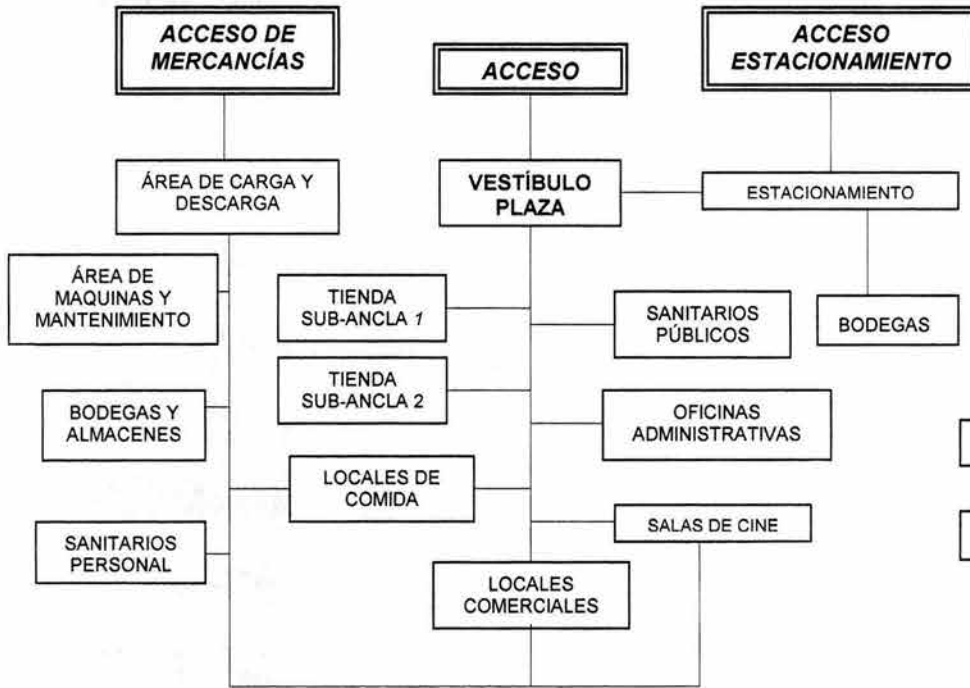 ACCESO DE
MERCANCÍAS
ACCESO
ACCESO
ESTACIONAMIENTO
ÁREA DE CARGA Y
DESCARGA
VESTÍBULO
PLAZA
ESTACIONAMIENTO
ÁREA DE
MAQUINAS Y
MANTENIMIENTO
TIENDA
SUB-ANCLA 1
SANITARIOS
PÚBLICOS
BODEGAS
TIENDA
SUB-ANCLA 2
BODEGAS Y
ALMACENES
OFICINAS
ADMINISTRATIVAS
LOCALES DE
COMIDA
SALAS DE CINE
SANITARIOS
PERSONAL
LOCALES
COMERCIALES